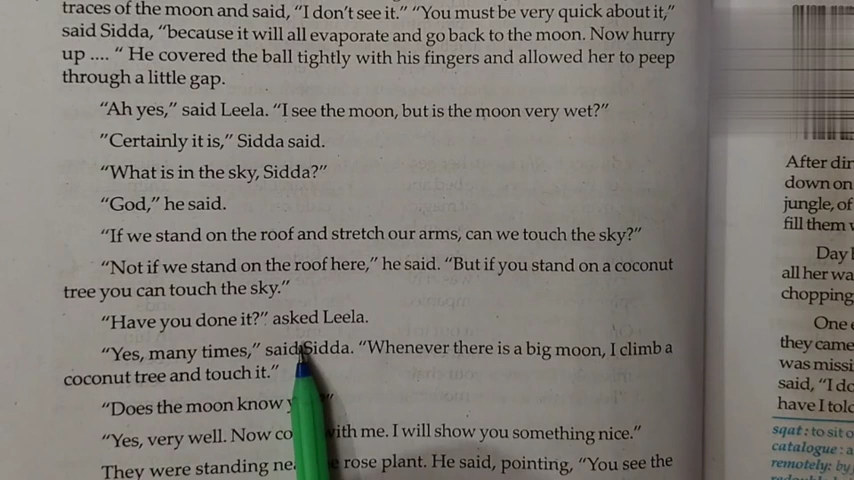 traces of the moon and said, “I don’t see it.” “You must be very quick about it,”
said Sidda, “because it will all evaporate and go back to the moon. Now hurry
up .... “ He covered the ball tightly with his fingers and allowed her to peep
through a little gap.
“Ah yes,” said Leela. “I see the moon, but is the moon very wet?”
”Certainly it is,” Sidda said.
“What is in the sky, Sidda?”
“God,” he said.
“If we stand on the roof and stretch our arms, can we touch the sky?”
“Not if we stand on the roof here,” he said. “But if you stand on a coconut
tree you can touch the sky.”
“Have you done it?” asked Leela.
“Yes, many times,” said Sidda. “Whenever there is a big moon, I climb a
coconut tree and touch it.”
“Does the moon know
“Yes, very well. Now with me. I will show you something nice.”
They were standing rose plant. He said, pointing, “You see the
After
down on
jungle, of
fill them
Day
all her
chopping
One
they came
was
said, “I
have I told
sqat : to sit
catalogue :
remotely: